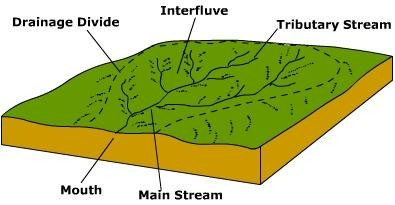 Interfluve
Drainage Divide
Tributary Stream
Mouth
Main Stream